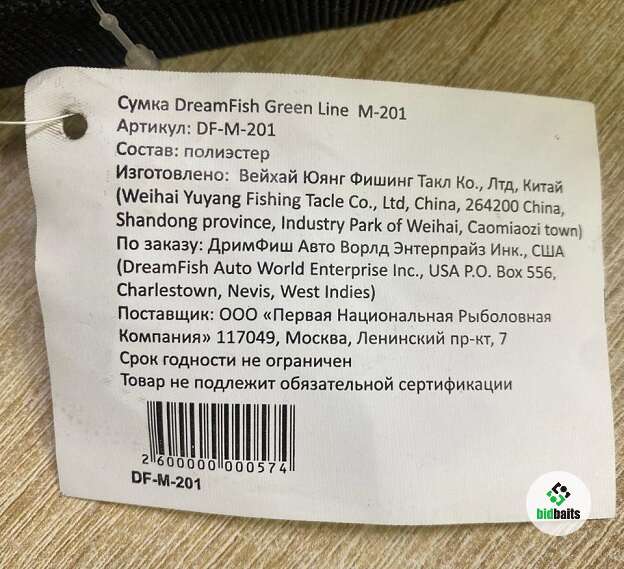 Сумка DreamFish Green Line M-201
Артикул: DF-M-201
Состав: полиэстер
Изготовлено: Вейхай Юянг Фишинг Такл Ко., Лтд, Китай
(Weihai Yuyang Fishing Tacle Co., Ltd, China, 264200 China,
Shandong province, Industry Park of Weihai, Caomiaozi town)
По заказу: ДримФиш Авто Ворлд Энтерпрайз Инк., США
(DreamFish Auto World Enterprise Inc., USA P.O. Box 556,
Charlestown, Nevis, West Indies)
Поставщик: ООО «Первая Национальная Рыболовная
Компания» 117049, Москва, Ленинский пр-кт, 7
Срок годности не ограничен
Товар не подлежит обязательной сертификации
2 600000 000574
DF-M-201
bidbaits